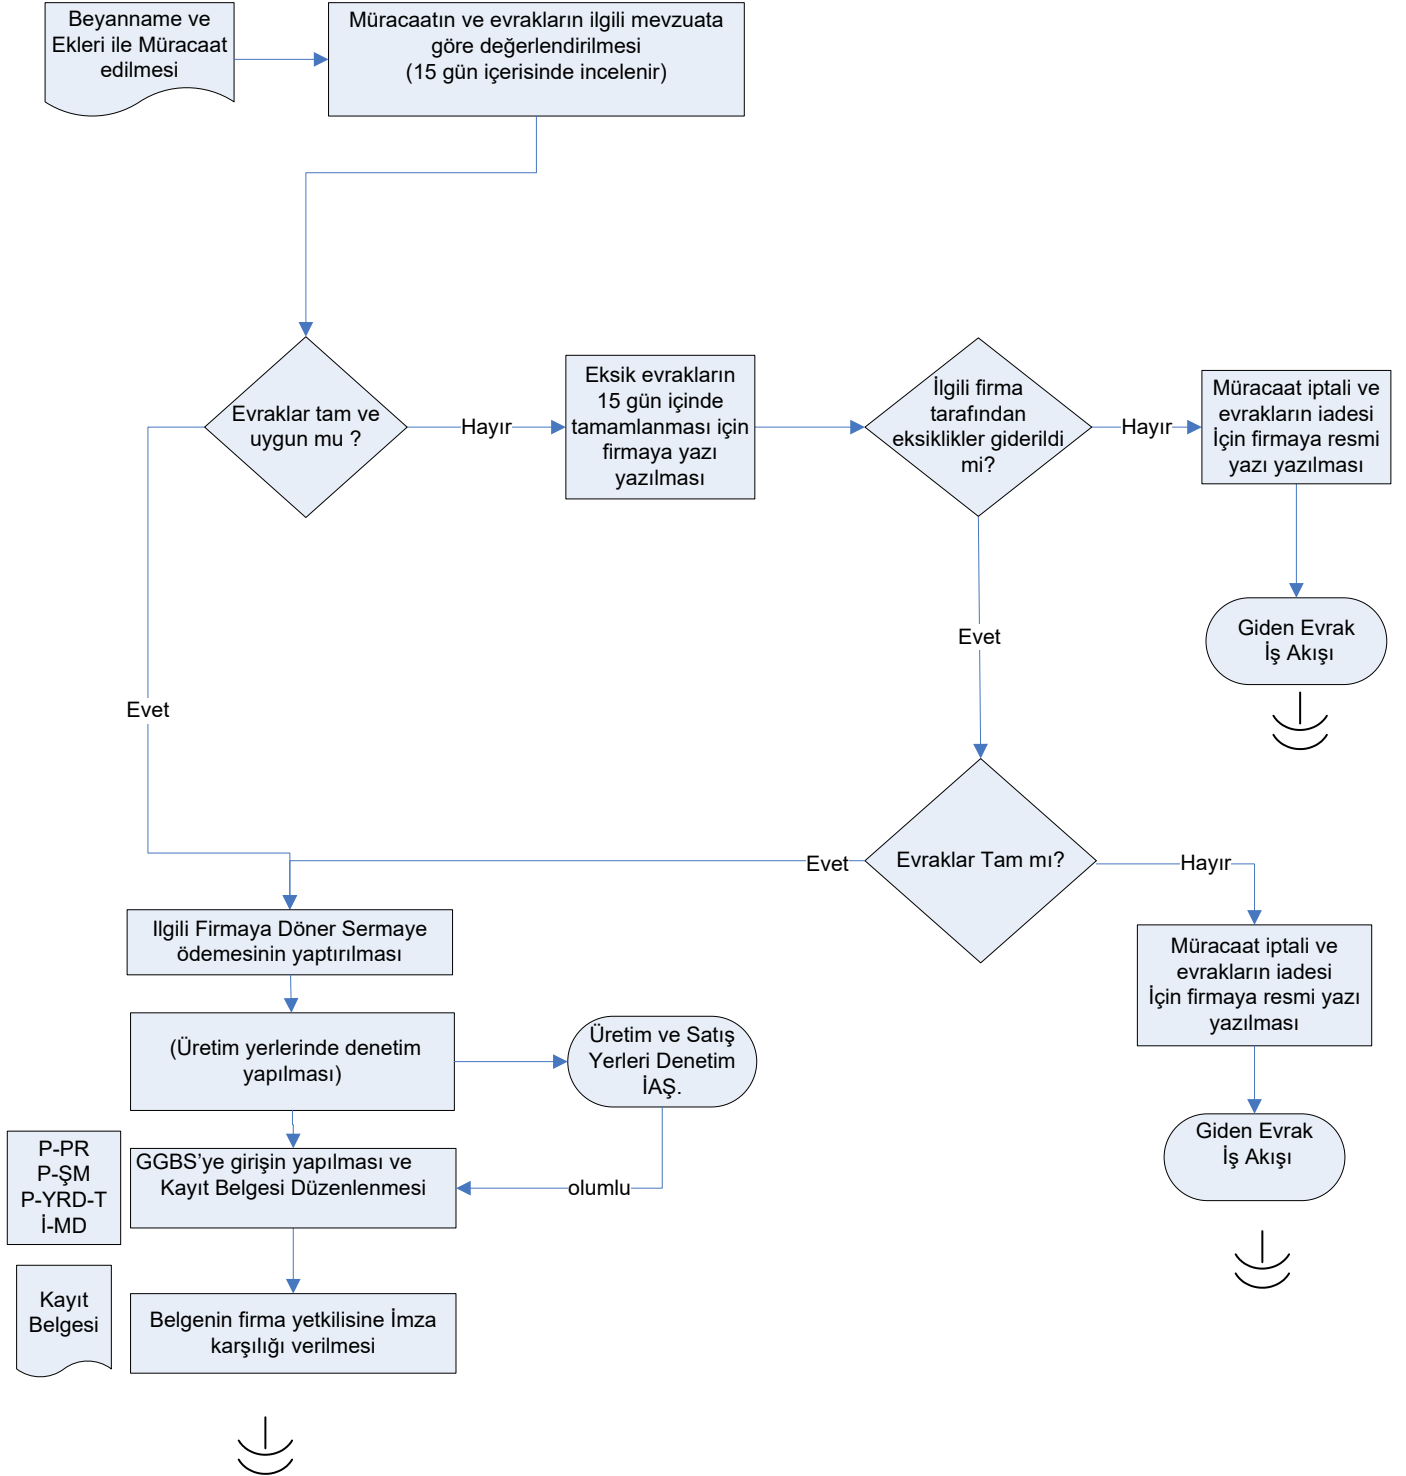 Beyanname ve
Ekleri ile Müracaat
edilmesi
Müracaatın ve evrakların ilgili mevzuata
göre değerlendirilmesi
(15 gün içerisinde incelenir)
Evraklar tam ve
uygun mu ?
Hayır
Eksik evrakların
15 gün içinde
tamamlanması için
firmaya yazı
yazılması
İlgili firma
tarafından
eksiklikler giderildi
mi?
Hayır
Müracaat iptali ve
evrakların iadesi
İçin firmaya resmi
yazı yazılması
Giden Evrak
İş Akışı
Evet
Evet
Evraklar Tam mı?
Evet
Hayır
Müracaat iptali ve
evrakların iadesi
İçin firmaya resmi yazı
yazılması
Giden Evrak
İş Akışı
Ilgili Firmaya Döner Sermaye
ödemesinin yaptırılması
(Üretim yerlerinde denetim
yapılması)
Üretim ve Satış
Yerleri Denetim
İAŞ.
olumlu
P-PR
P-ŞM
P-YRD-T
İ-MD
GGBS’ye girişin yapılması ve
Kayıt Belgesi Düzenlenmesi
Kayıt
Belgesi
Belgenin firma yetkilisine İmza
karşılığı verilmesi